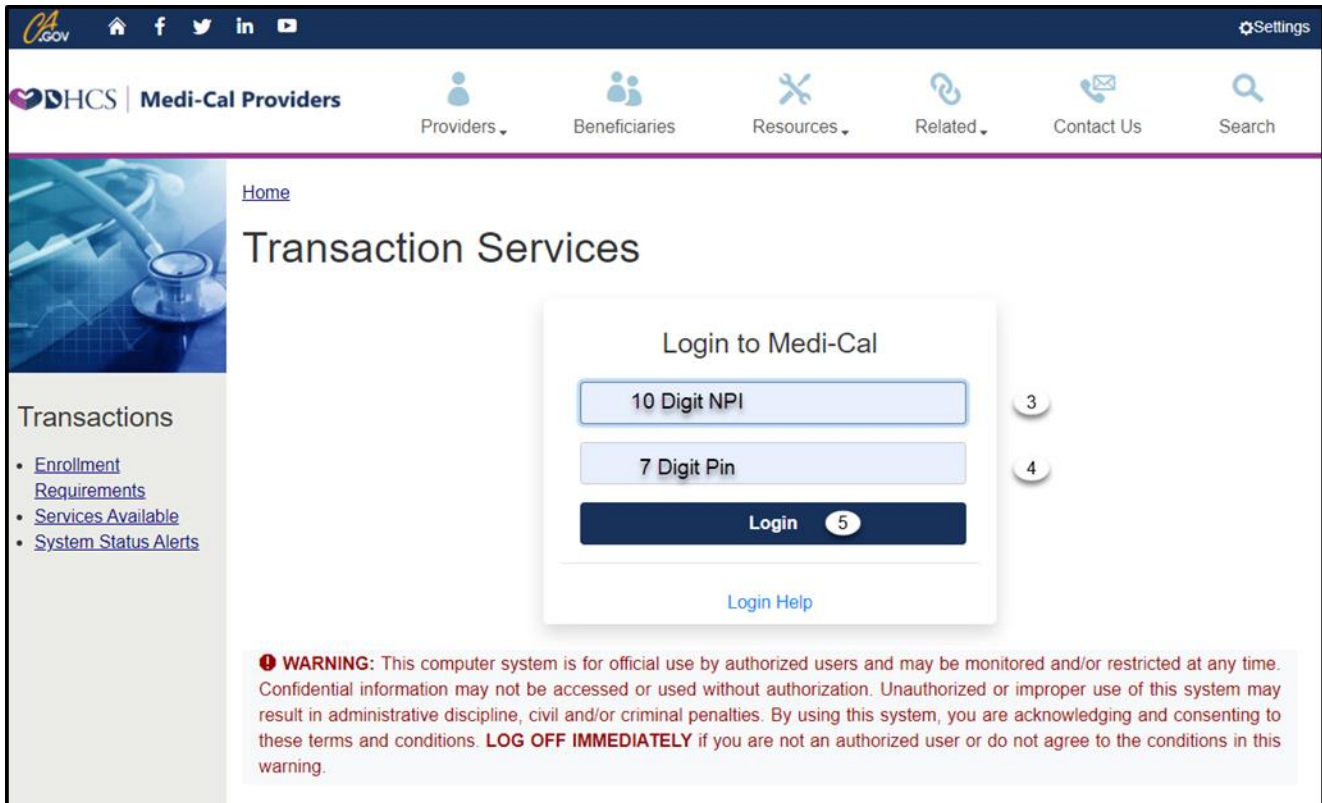 CA.GOV
Settings
DHCS | Medi-Cal Providers
Providers
Beneficiaries
Resources
Related
Contact Us
Search
Home
Transaction Services
Login to Medi-Cal
10 Digit NPI
3
7 Digit Pin
4
Login 5
Login Help
Transactions
• Enrollment
Requirements
• Services Available
• System Status Alerts
WARNING: This computer system is for official use by authorized users and may be monitored and/or restricted at any time.
Confidential information may not be accessed or used without authorization. Unauthorized or improper use of this system may
result in administrative discipline, civil and/or criminal penalties. By using this system, you are acknowledging and consenting to
these terms and conditions. LOG OFF IMMEDIATELY if you are not an authorized user or do not agree to the conditions in this
warning.